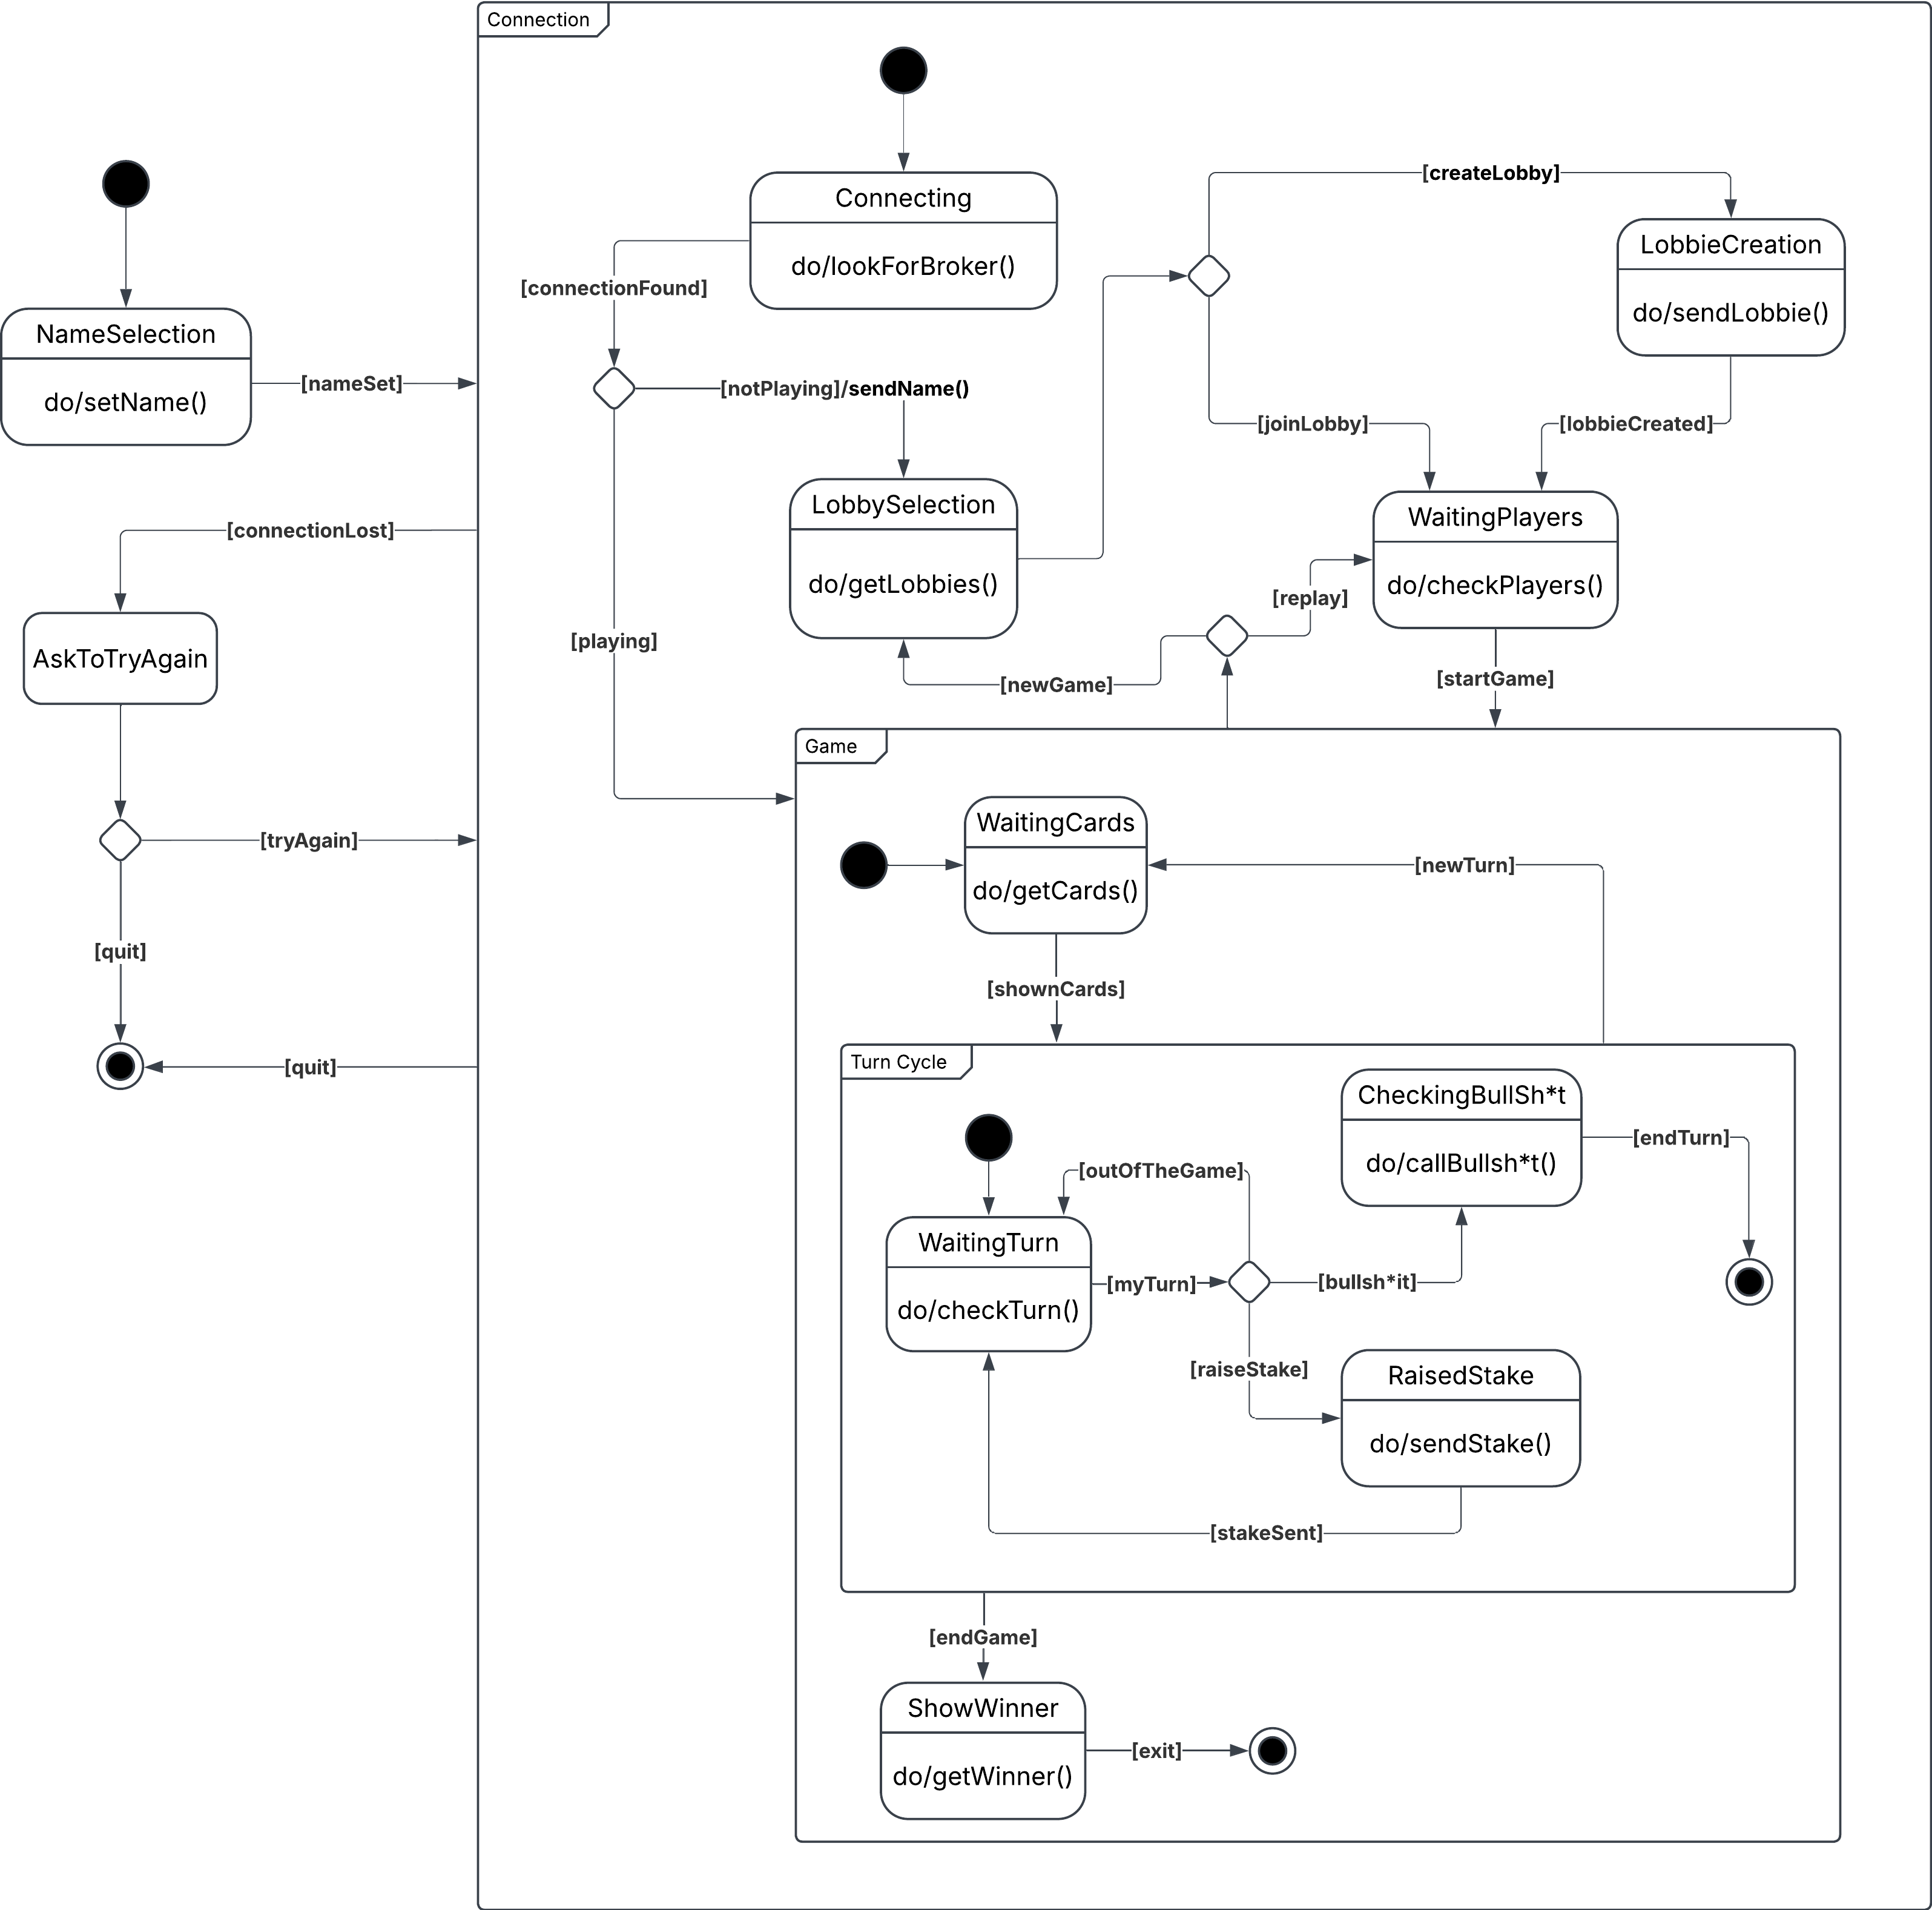 Connection
Connecting
do/lookForBroker()
[createLobby]
LobbieCreation
do/sendLobbie()
[connectionFound]
NameSelection
do/setName()
[nameSet]
[notPlaying]/sendName()
[joinLobby]
[lobbieCreated]
LobbySelection
do/getLobbies()
WaitingPlayers
do/checkPlayers()
[connectionLost]
[replay]
[playing]
AskToTryAgain
[newGame]
[startGame]
Game
WaitingCards
do/getCards()
[newTurn]
[tryAgain]
[quit]
[shownCards]
[quit]
Turn Cycle
CheckingBullSh*t
do/callBullsh*t()
[endTurn]
[outOfTheGame]
WaitingTurn
do/checkTurn()
[myTurn]
[bullsh*it]
[raiseStake]
RaisedStake
do/sendStake()
[stakeSent]
[endGame]
ShowWinner
do/getWinner()
[exit]